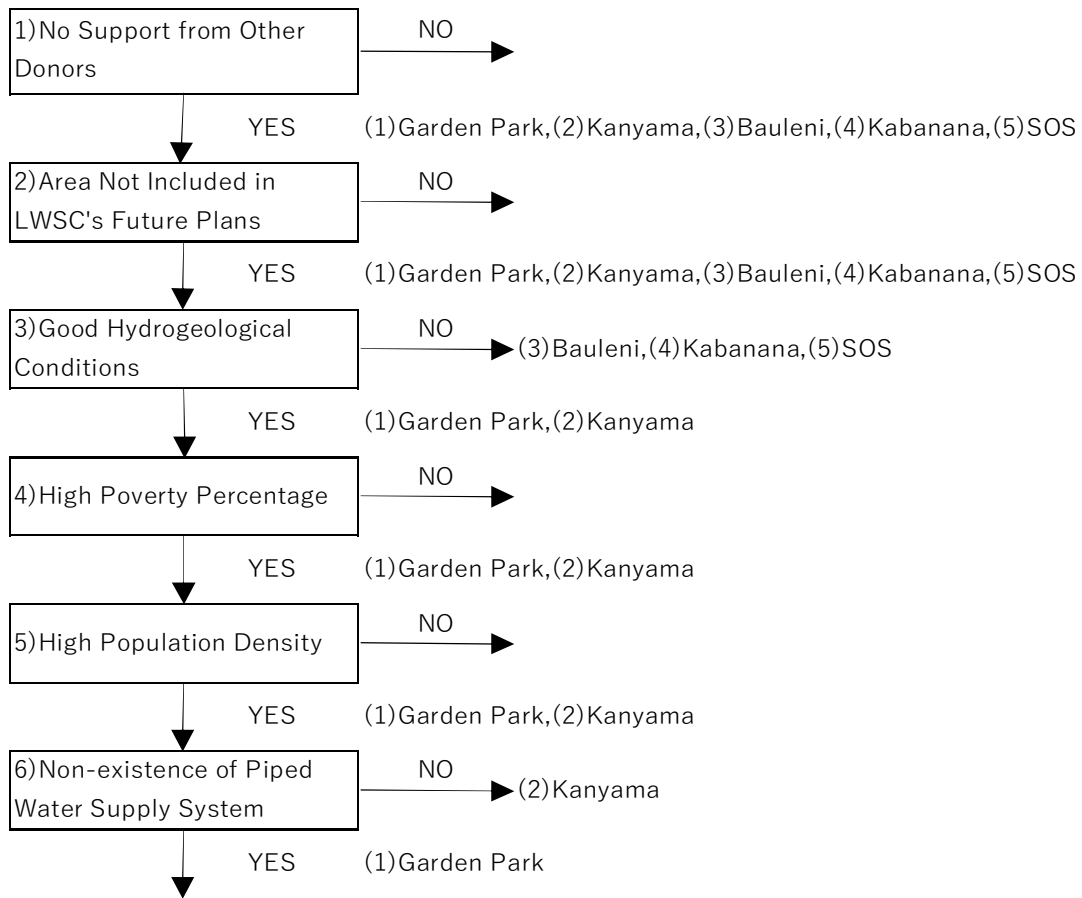 1)No Support from Other
Donors
NO
YES
(1)Garden Park,(2)Kanyama,(3)Bauleni,(4)Kabanana,(5)SOS
2)Area Not Included in
LWSC's Future Plans
NO
YES
(1)Garden Park,(2)Kanyama,(3)Bauleni,(4)Kabanana,(5)SOS
3)Good Hydrogeological
Conditions
NO
(3)Bauleni,(4)Kabanana,(5)SOS
YES
(1)Garden Park,(2)Kanyama
4)High Poverty Percentage
NO
YES
(1)Garden Park,(2)Kanyama
5)High Population Density
NO
YES
(1)Garden Park,(2)Kanyama
6)Non-existence of Piped
Water Supply System
NO
(2)Kanyama
YES
(1)Garden Park